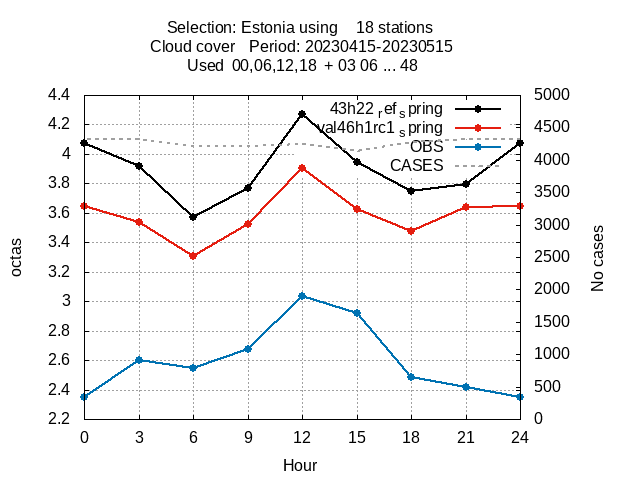 Selection: Estonia using 18 stations
Cloud cover Period: 20230415-20230515
Used 00,06,12,18 + 03 06 ... 48
4.4
4.2
4
3.8
3.6
3.4
3.2
3
2.8
2.6
2.4
2.2
5000
4500
4000
3500
3000
2500
2000
1500
1000
500
0
43h22 ref spring
val46h1rc1 spring
OBS
CASES
octas
No cases
0 3 6 9 12 15 18 21 24
Hour